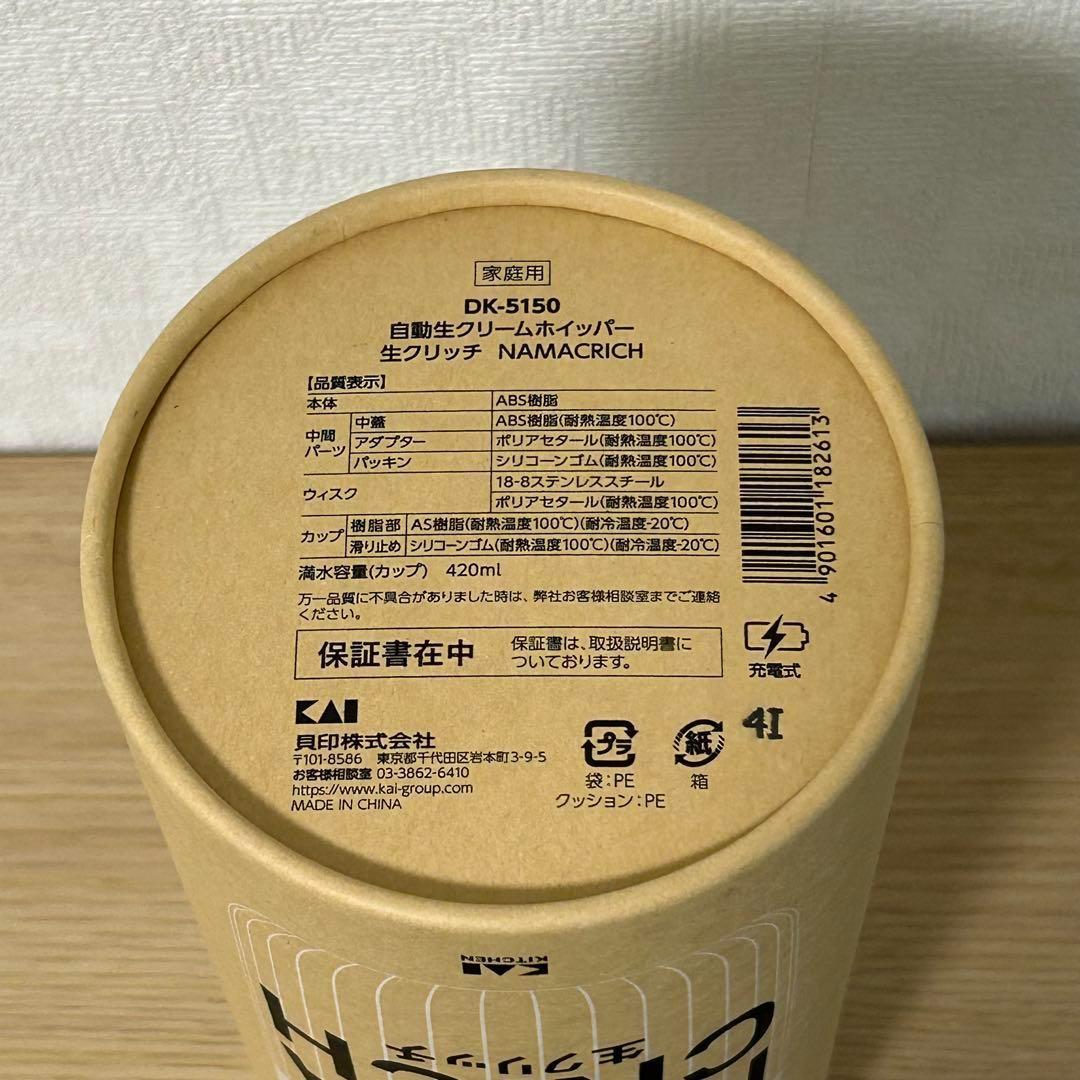 家庭用
DK-5150
自動生クリームホイッパー
生クリッチ NAMACRICH
【品質表示】
本体 ABS樹脂
中間パーツ 中蓋 ABS樹脂(耐熱温度100℃)
アダプター ポリアセタール(耐熱温度100℃)
パッキン シリコーンゴム(耐熱温度100℃)
ウィスク 18-8ステンレススチール
ポリアセタール(耐熱温度100℃)
カップ 樹脂部 AS樹脂(耐熱温度100℃)(耐冷温度-20℃)
滑り止め シリコーンゴム(耐熱温度100℃)(耐冷温度-20℃)
満水容量(カップ) 420ml
万一品質に不具合がありました時は、弊社お客様相談室までご連絡
ください。
保証書在中
保証書は、取扱説明書に
ついております。
4 901601 182613
充電式
KAI
貝印株式会社
〒101-8586 東京都千代田区岩本町3-9-5
お客様相談室 03-3862-6410
https://www.kai-group.com
MADE IN CHINA
プラ
袋:PE
クッション:PE
紙
箱
4I
KAI
KITCHEN
生クリッチ